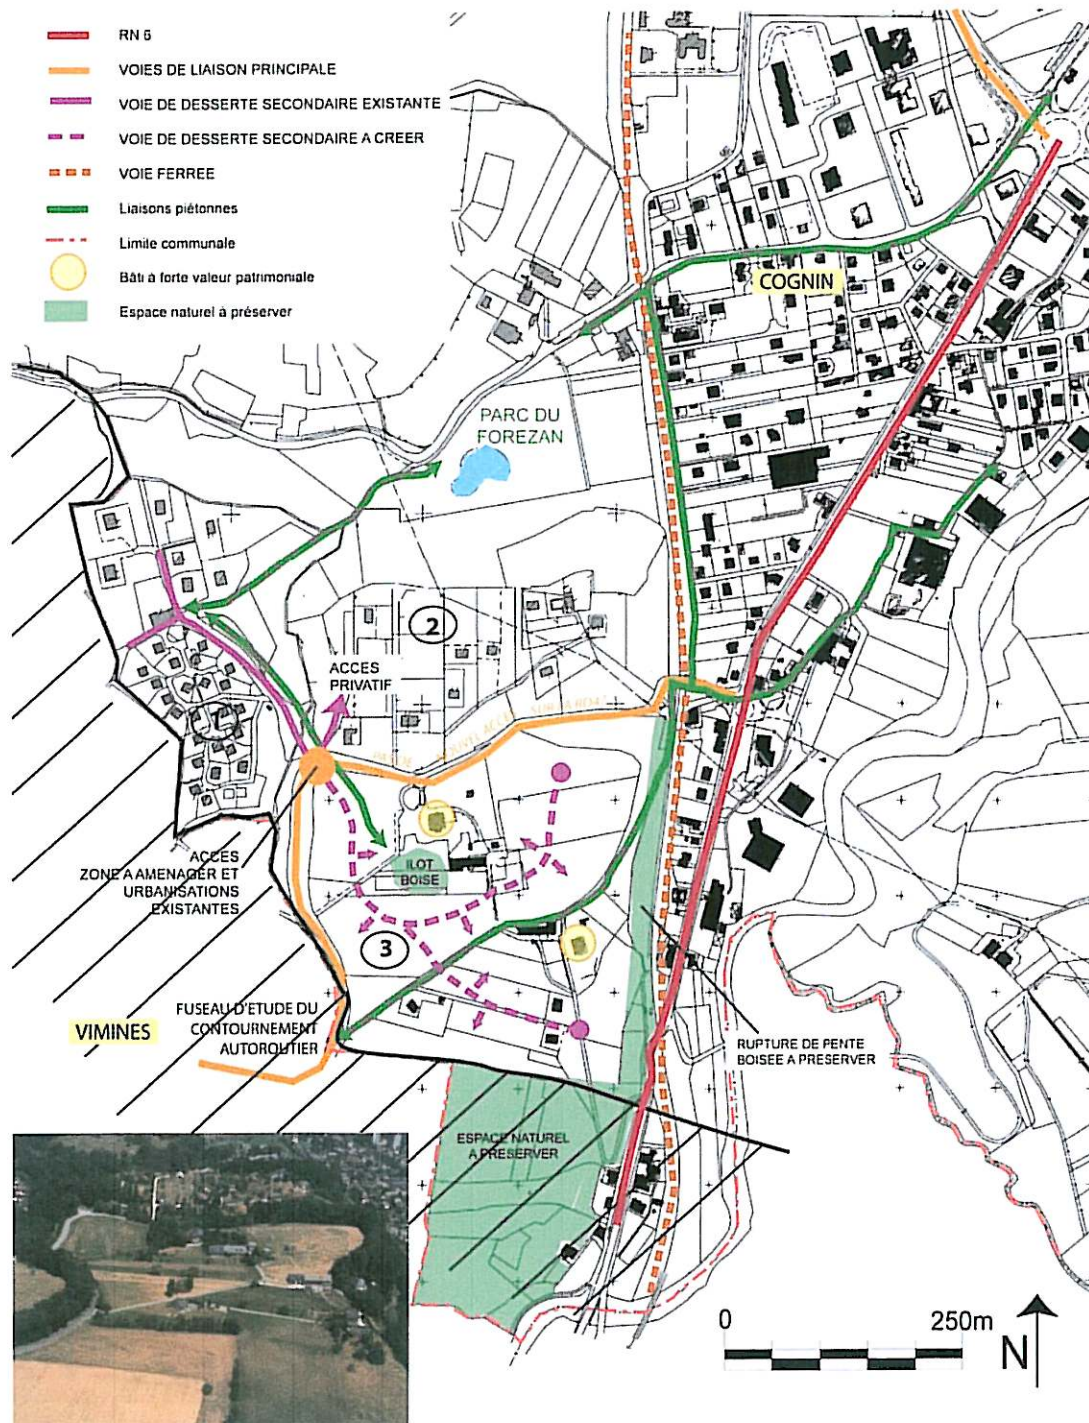 RN 6
VOIES DE LIAISON PRINCIPALE
VOIE DE DESSERTE SECONDAIRE EXISTANTE
VOIE DE DESSERTE SECONDAIRE A CREER
VOIE FERREE
Liaisons piétonnes
Limite communale
Bâti à forte valeur patrimoniale
Espace naturel à préserver
COGNIN
PARC DU
FOREZAN
2
ACCES
PRIVATIF
NOUVEL ACCES
ILOT
BOISE
ACCES
ZONE A AMENAGER ET
URBANISATIONS
EXISTANTES
3
FUSEAU D'ETUDE DU
CONTOURNEMENT
AUTOROUTIER
VIMINES
RUPTURE DE PENTE
BOISEE A PRESERVER
ESPACE NATUREL
A PRESERVER
0 250m
N